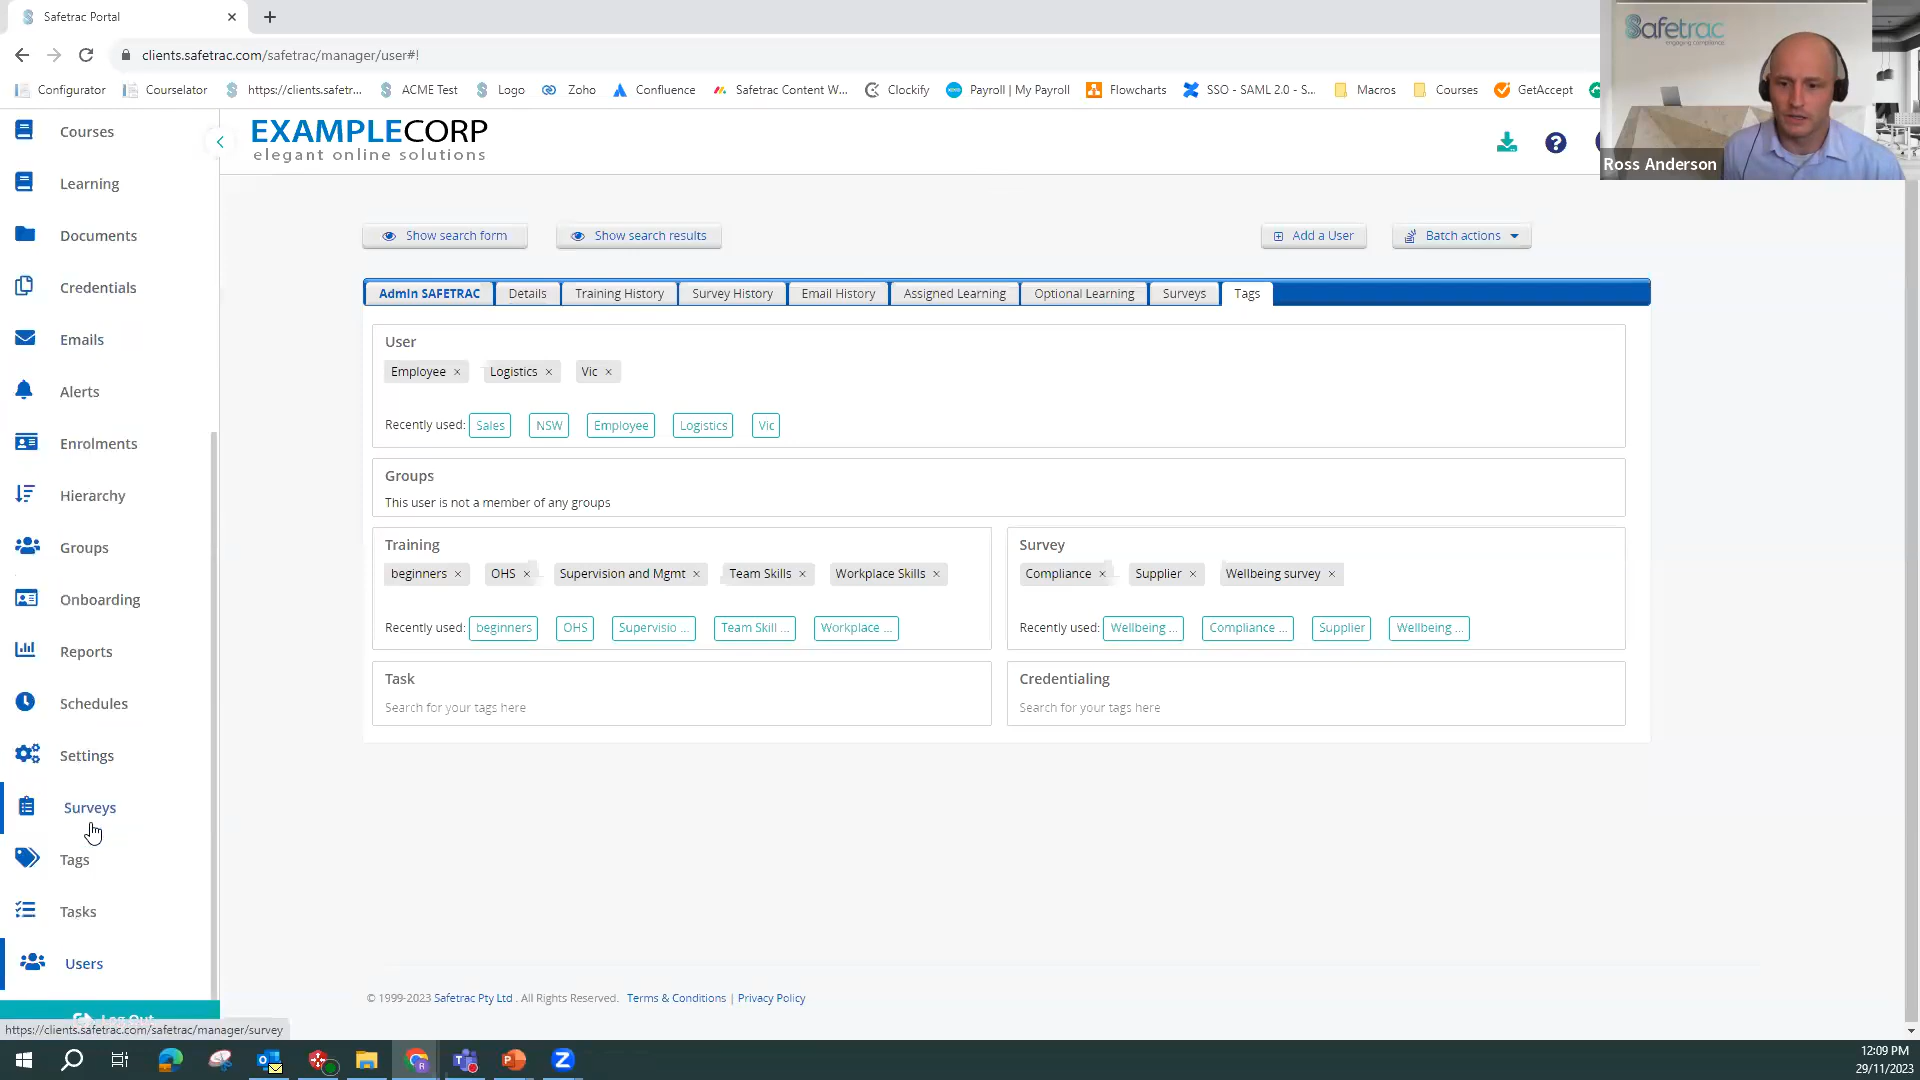 Safetrac Portal
clients.safetrac.com/safetrac/manager/user#!
Configurator Courselator https://clients.safetr... ACME Test Logo Zoho Confluence Safetrac Content W... Clockify Payroll | My Payroll Flowcharts SSO - SAML 2.0 - S... Macros Courses GetAccept
Safetrac
engaging compliance
Ross Anderson
Courses
Learning
Documents
Credentials
Emails
Alerts
Enrolments
Hierarchy
Groups
Onboarding
Reports
Schedules
Settings
Surveys
Tags
Tasks
Users
Log Out
https://clients.safetrac.com/safetrac/manager/survey
EXAMPLECORP
elegant online solutions
Show search form Show search results Add a User Batch actions
Admin SAFETRAC Details Training History Survey History Email History Assigned Learning Optional Learning Surveys Tags
User
Employee × Logistics × Vic ×
Recently used: Sales NSW Employee Logistics Vic
Groups
This user is not a member of any groups
Training
beginners × OHS × Supervision and Mgmt × Team Skills × Workplace Skills ×
Recently used: beginners OHS Supervisio ... Team Skill ... Workplace ...
Survey
Compliance × Supplier × Wellbeing survey ×
Recently used: Wellbeing ... Compliance ... Supplier Wellbeing ...
Task
Search for your tags here
Credentialing
Search for your tags here
© 1999-2023 Safetrac Pty Ltd . All Rights Reserved. Terms & Conditions | Privacy Policy
12:09 PM
29/11/2023